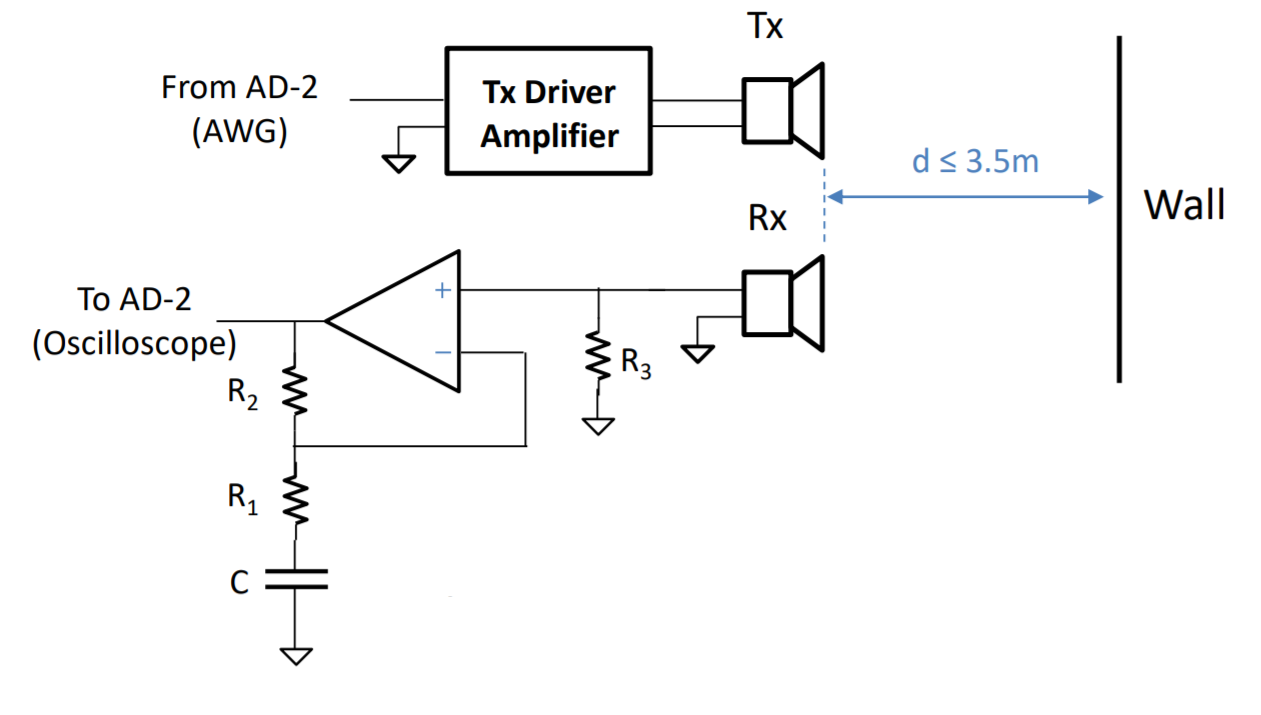 Tx
From AD-2
(AWG)
Tx Driver
Amplifier
d ≤ 3.5m
Wall
Rx
To AD-2
(Oscilloscope)
+
−
R₃
R₂
R₁
C